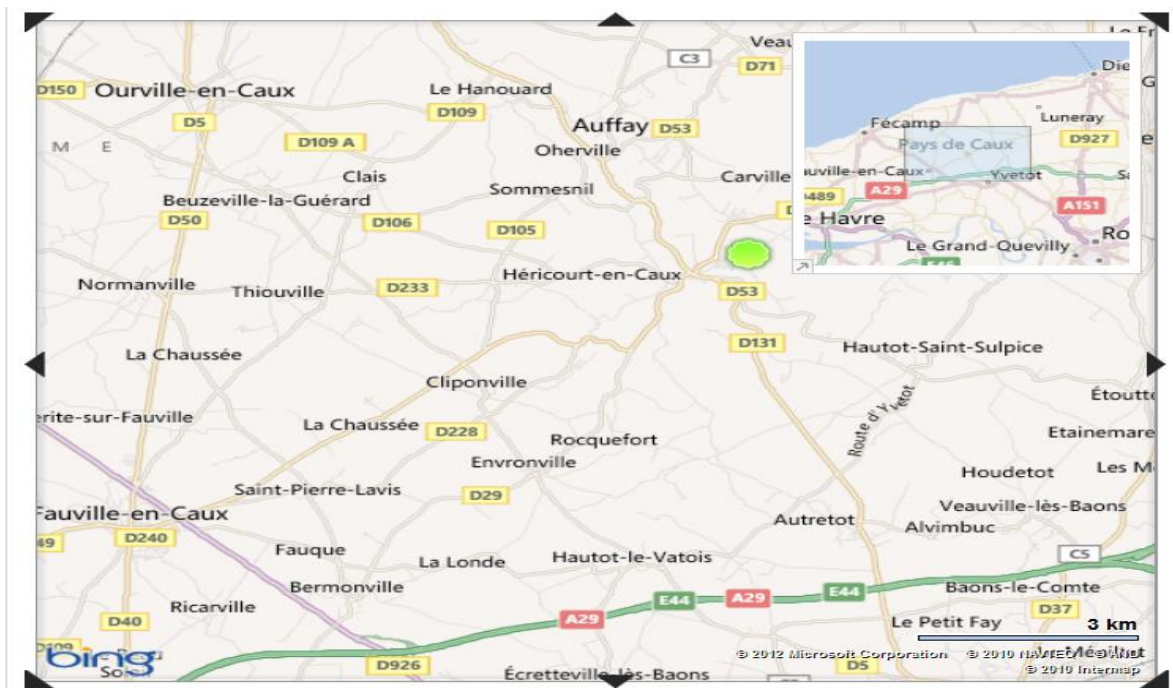 Veau
C3
D71
D150 Ourville-en-Caux
Le Hanouard
D5
D109
Auffay D53
M E
D109 A
Oherville
Clais
Sommesnil
Carville
Beuzeville-la-Guérard
D50
D106
D105
Héricourt-en-Caux
Normanville
Thiouville
D233
D53
La Chaussée
D131
Hautot-Saint-Sulpice
Cliponville
Étoutte
erite-sur-Fauville
La Chaussée
D228
Rocquefort
Route d'Yvetot
Etainemare
Envronville
Houdetot
Les M
Saint-Pierre-Lavis
D29
Veauville-lès-Baons
Fauville-en-Caux
Autretot
Alvimbuc
49
D240
Fauque
La Londe
Hautot-le-Vatois
C5
Bermonville
Baons-le-Comte
Ricarville
A29
E44
A29
E44
D37
D40
Le Petit Fay
3 km
bing
D926
D5
© 2012 Microsoft Corporation
© 2010 Intermap
Écretteville-lès-Baons
Die
Fécamp
Luneray
Pays de Caux
D927
auville-en-Caux
Yvetot
489
A29
A151
e Havre
Ro
Le Grand-Quevilly